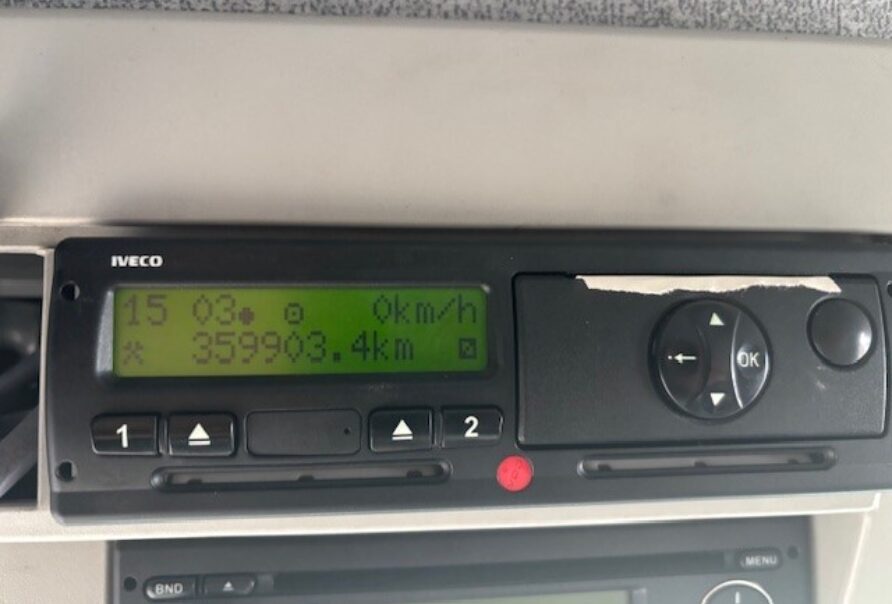 IVECO
15 03 0km/h
359903.4km
1 2
OK
BND
MENU